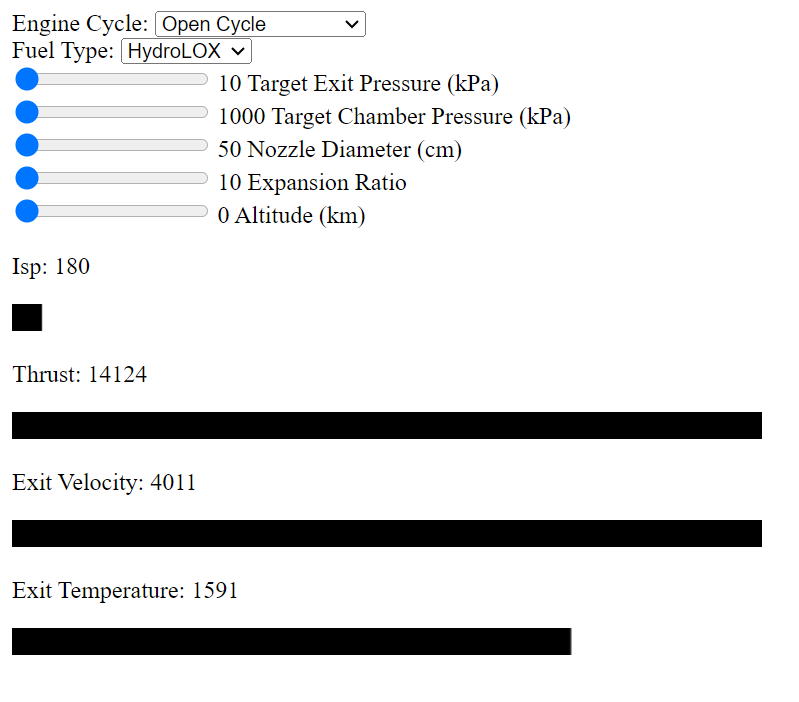 Engine Cycle: Open Cycle
Fuel Type: HydroLOX
10 Target Exit Pressure (kPa)
1000 Target Chamber Pressure (kPa)
50 Nozzle Diameter (cm)
10 Expansion Ratio
0 Altitude (km)
Isp: 180
Thrust: 14124
Exit Velocity: 4011
Exit Temperature: 1591